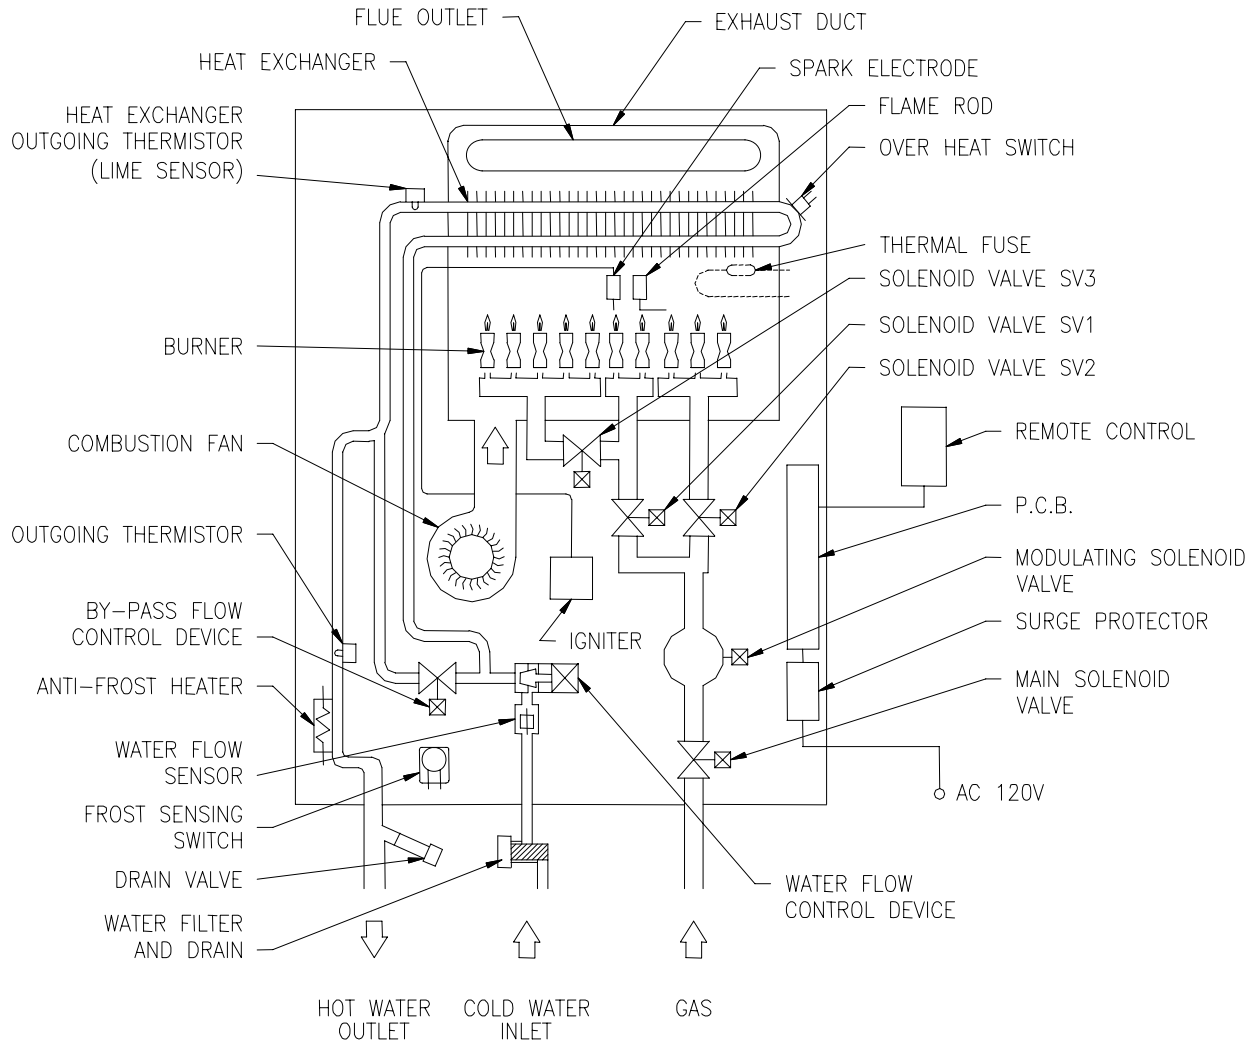 FLUE OUTLET
EXHAUST DUCT
HEAT EXCHANGER
SPARK ELECTRODE
FLAME ROD
HEAT EXCHANGER
OUTGOING THERMISTOR
(LIME SENSOR)
OVER HEAT SWITCH
THERMAL FUSE
SOLENOID VALVE SV3
SOLENOID VALVE SV1
BURNER
SOLENOID VALVE SV2
COMBUSTION FAN
REMOTE CONTROL
P.C.B.
OUTGOING THERMISTOR
MODULATING SOLENOID
VALVE
BY-PASS FLOW
CONTROL DEVICE
IGNITER
SURGE PROTECTOR
ANTI-FROST HEATER
MAIN SOLENOID
VALVE
WATER FLOW
SENSOR
AC 120V
FROST SENSING
SWITCH
DRAIN VALVE
WATER FLOW
CONTROL DEVICE
WATER FILTER
AND DRAIN
HOT WATER
OUTLET
COLD WATER
INLET
GAS